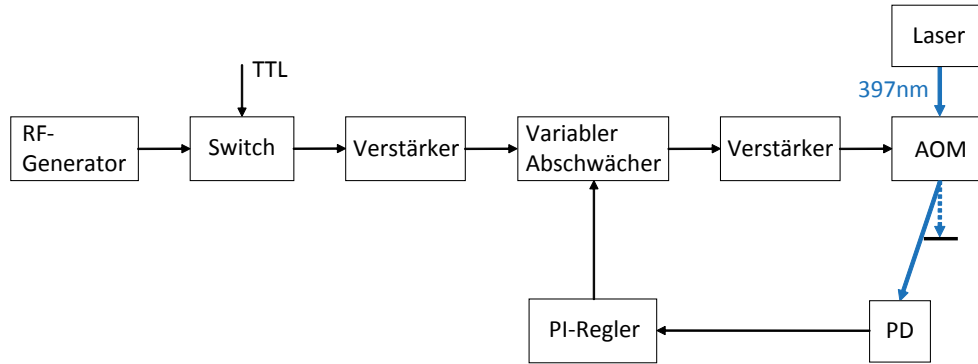 Laser
397nm
TTL
RF-
Generator
Switch
Verstärker
Variabler
Abschwächer
Verstärker
AOM
PI-Regler
PD